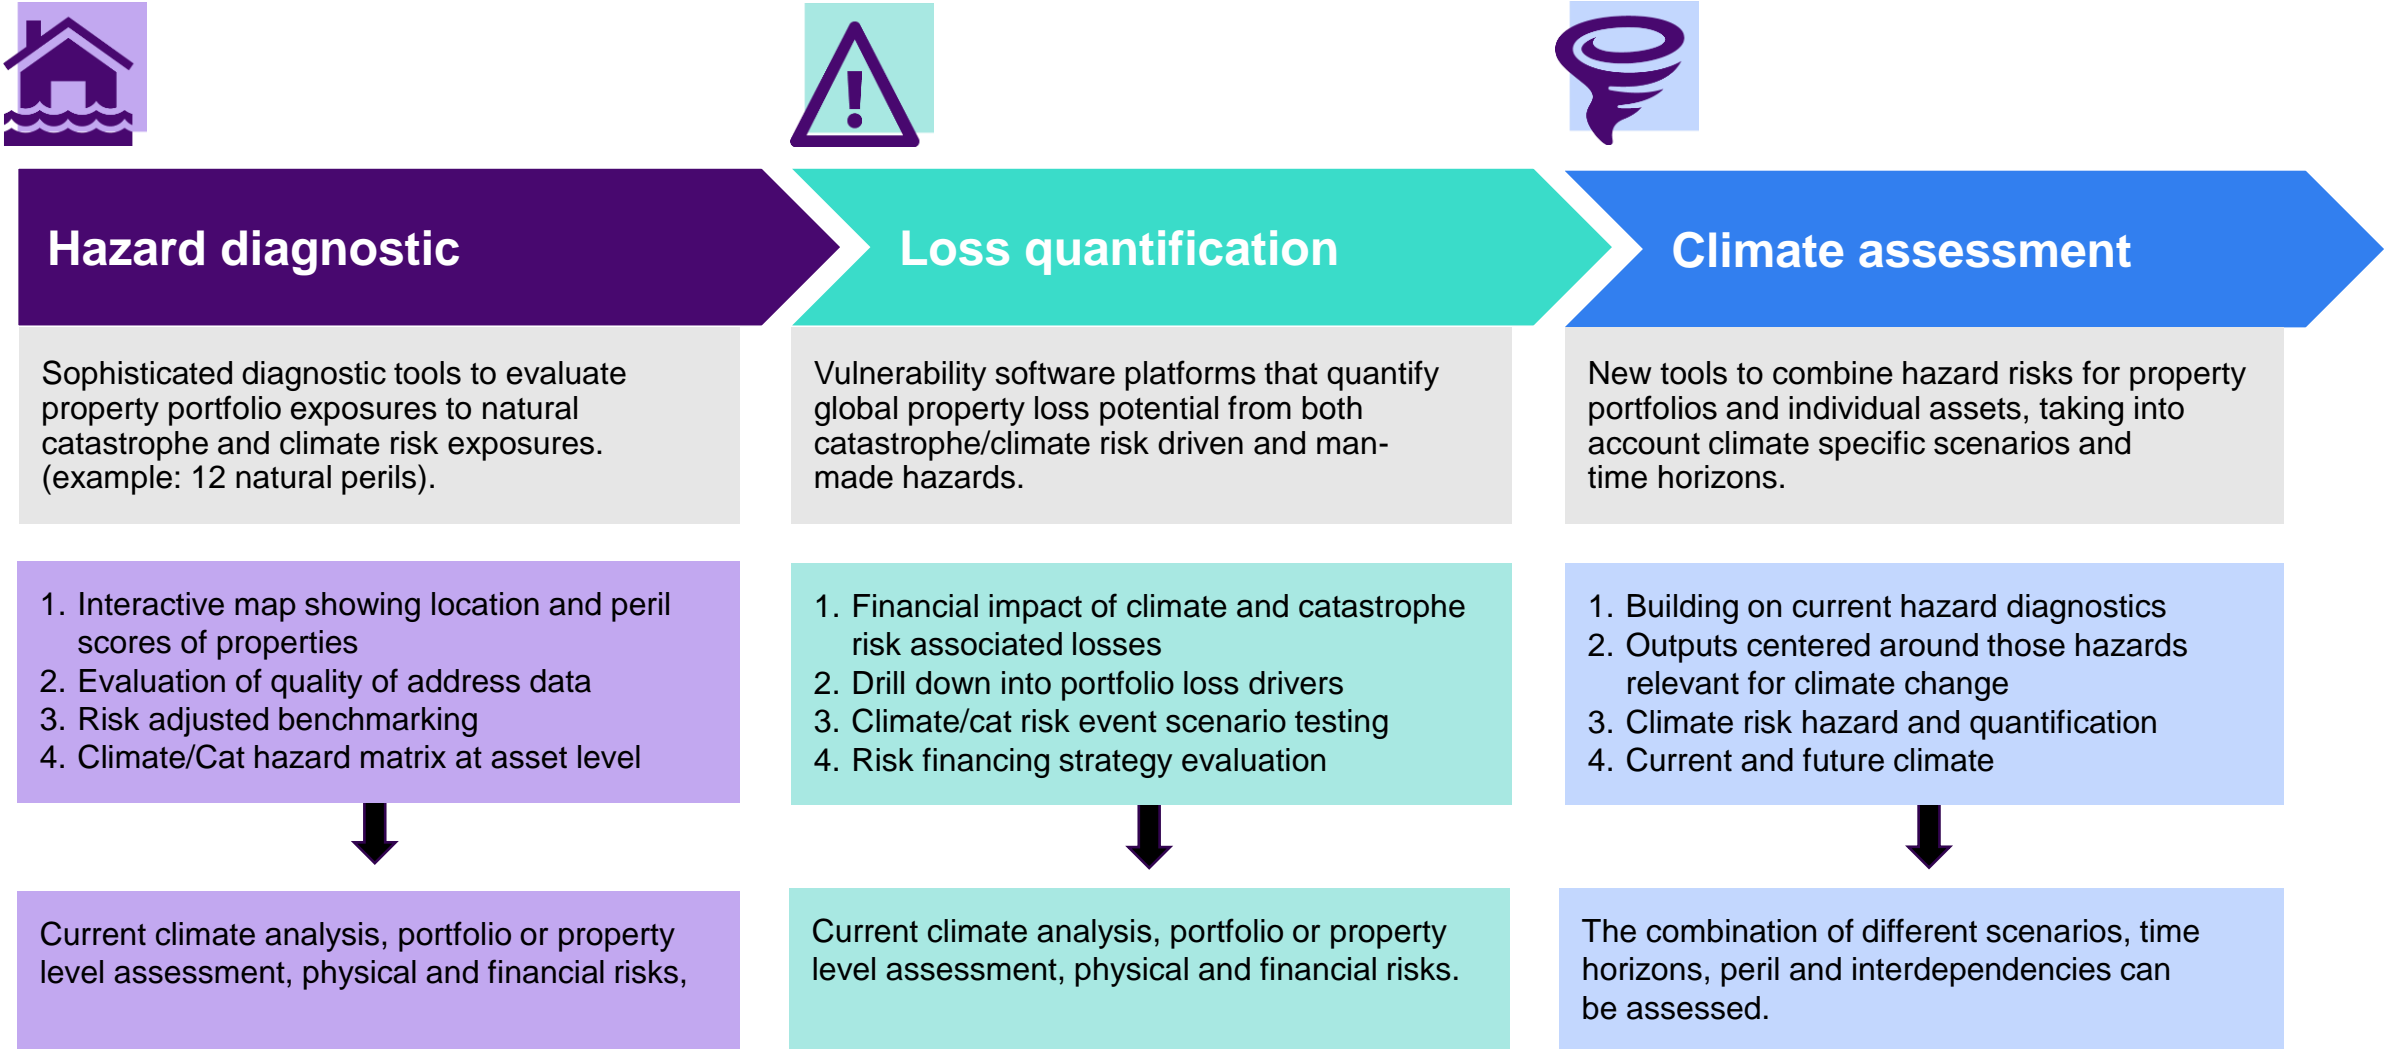 Hazard diagnostic
Sophisticated diagnostic tools to evaluate
property portfolio exposures to natural
catastrophe and climate risk exposures.
(example: 12 natural perils).
1. Interactive map showing location and peril
scores of properties
2. Evaluation of quality of address data
3. Risk adjusted benchmarking
4. Climate/Cat hazard matrix at asset level
Current climate analysis, portfolio or property
level assessment, physical and financial risks,
Loss quantification
Vulnerability software platforms that quantify
global property loss potential from both
catastrophe/climate risk driven and man-
made hazards.
1. Financial impact of climate and catastrophe
risk associated losses
2. Drill down into portfolio loss drivers
3. Climate/cat risk event scenario testing
4. Risk financing strategy evaluation
Current climate analysis, portfolio or property
level assessment, physical and financial risks.
Climate assessment
New tools to combine hazard risks for property
portfolios and individual assets, taking into
account climate specific scenarios and
time horizons.
1. Building on current hazard diagnostics
2. Outputs centered around those hazards
relevant for climate change
3. Climate risk hazard and quantification
4. Current and future climate
The combination of different scenarios, time
horizons, peril and interdependencies can
be assessed.